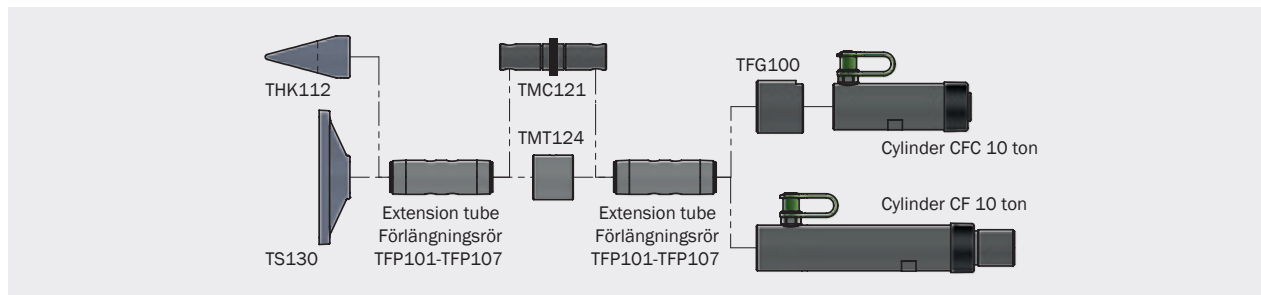 THK112
TMC121
TFG100
TMT124
Cylinder CFC 10 ton
Extension tube
Förlängningsrör
TFP101-TFP107
Extension tube
Förlängningsrör
TFP101-TFP107
Cylinder CF 10 ton
TS130